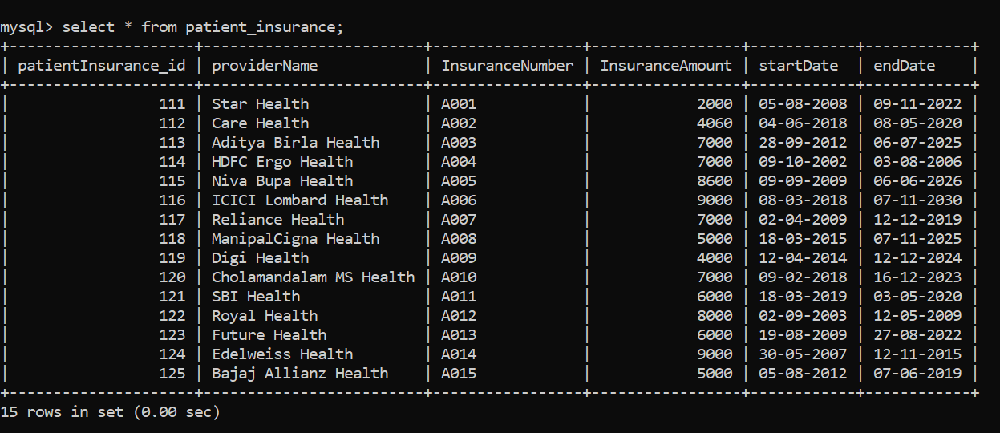 mysql> select * from patient_insurance;
+---------------------+-------------------------+-----------------+-----------------+------------+------------+
| patientInsurance_id | providerName            | InsuranceNumber | InsuranceAmount | startDate  | endDate    |
+---------------------+-------------------------+-----------------+-----------------+------------+------------+
|                 111 | Star Health             | A001            |            2000 | 05-08-2008 | 09-11-2022 |
|                 112 | Care Health             | A002            |            4060 | 04-06-2018 | 08-05-2020 |
|                 113 | Aditya Birla Health     | A003            |            7000 | 28-09-2012 | 06-07-2025 |
|                 114 | HDFC Ergo Health        | A004            |            7000 | 09-10-2002 | 03-08-2006 |
|                 115 | Niva Bupa Health        | A005            |            8600 | 09-09-2009 | 06-06-2026 |
|                 116 | ICICI Lombard Health    | A006            |            9000 | 08-03-2018 | 07-11-2030 |
|                 117 | Reliance Health         | A007            |            7000 | 02-04-2009 | 12-12-2019 |
|                 118 | ManipalCigna Health     | A008            |            5000 | 18-03-2015 | 07-11-2025 |
|                 119 | Digi Health             | A009            |            4000 | 12-04-2014 | 12-12-2024 |
|                 120 | Cholamandalam MS Health | A010            |            7000 | 09-02-2018 | 16-12-2023 |
|                 121 | SBI Health              | A011            |            6000 | 18-03-2019 | 03-05-2020 |
|                 122 | Royal Health            | A012            |            8000 | 02-09-2003 | 12-05-2009 |
|                 123 | Future Health           | A013            |            6000 | 19-08-2009 | 27-08-2022 |
|                 124 | Edelweiss Health        | A014            |            9000 | 30-05-2007 | 12-11-2015 |
|                 125 | Bajaj Allianz Health    | A015            |            5000 | 05-08-2012 | 07-06-2019 |
+---------------------+-------------------------+-----------------+-----------------+------------+------------+
15 rows in set (0.00 sec)